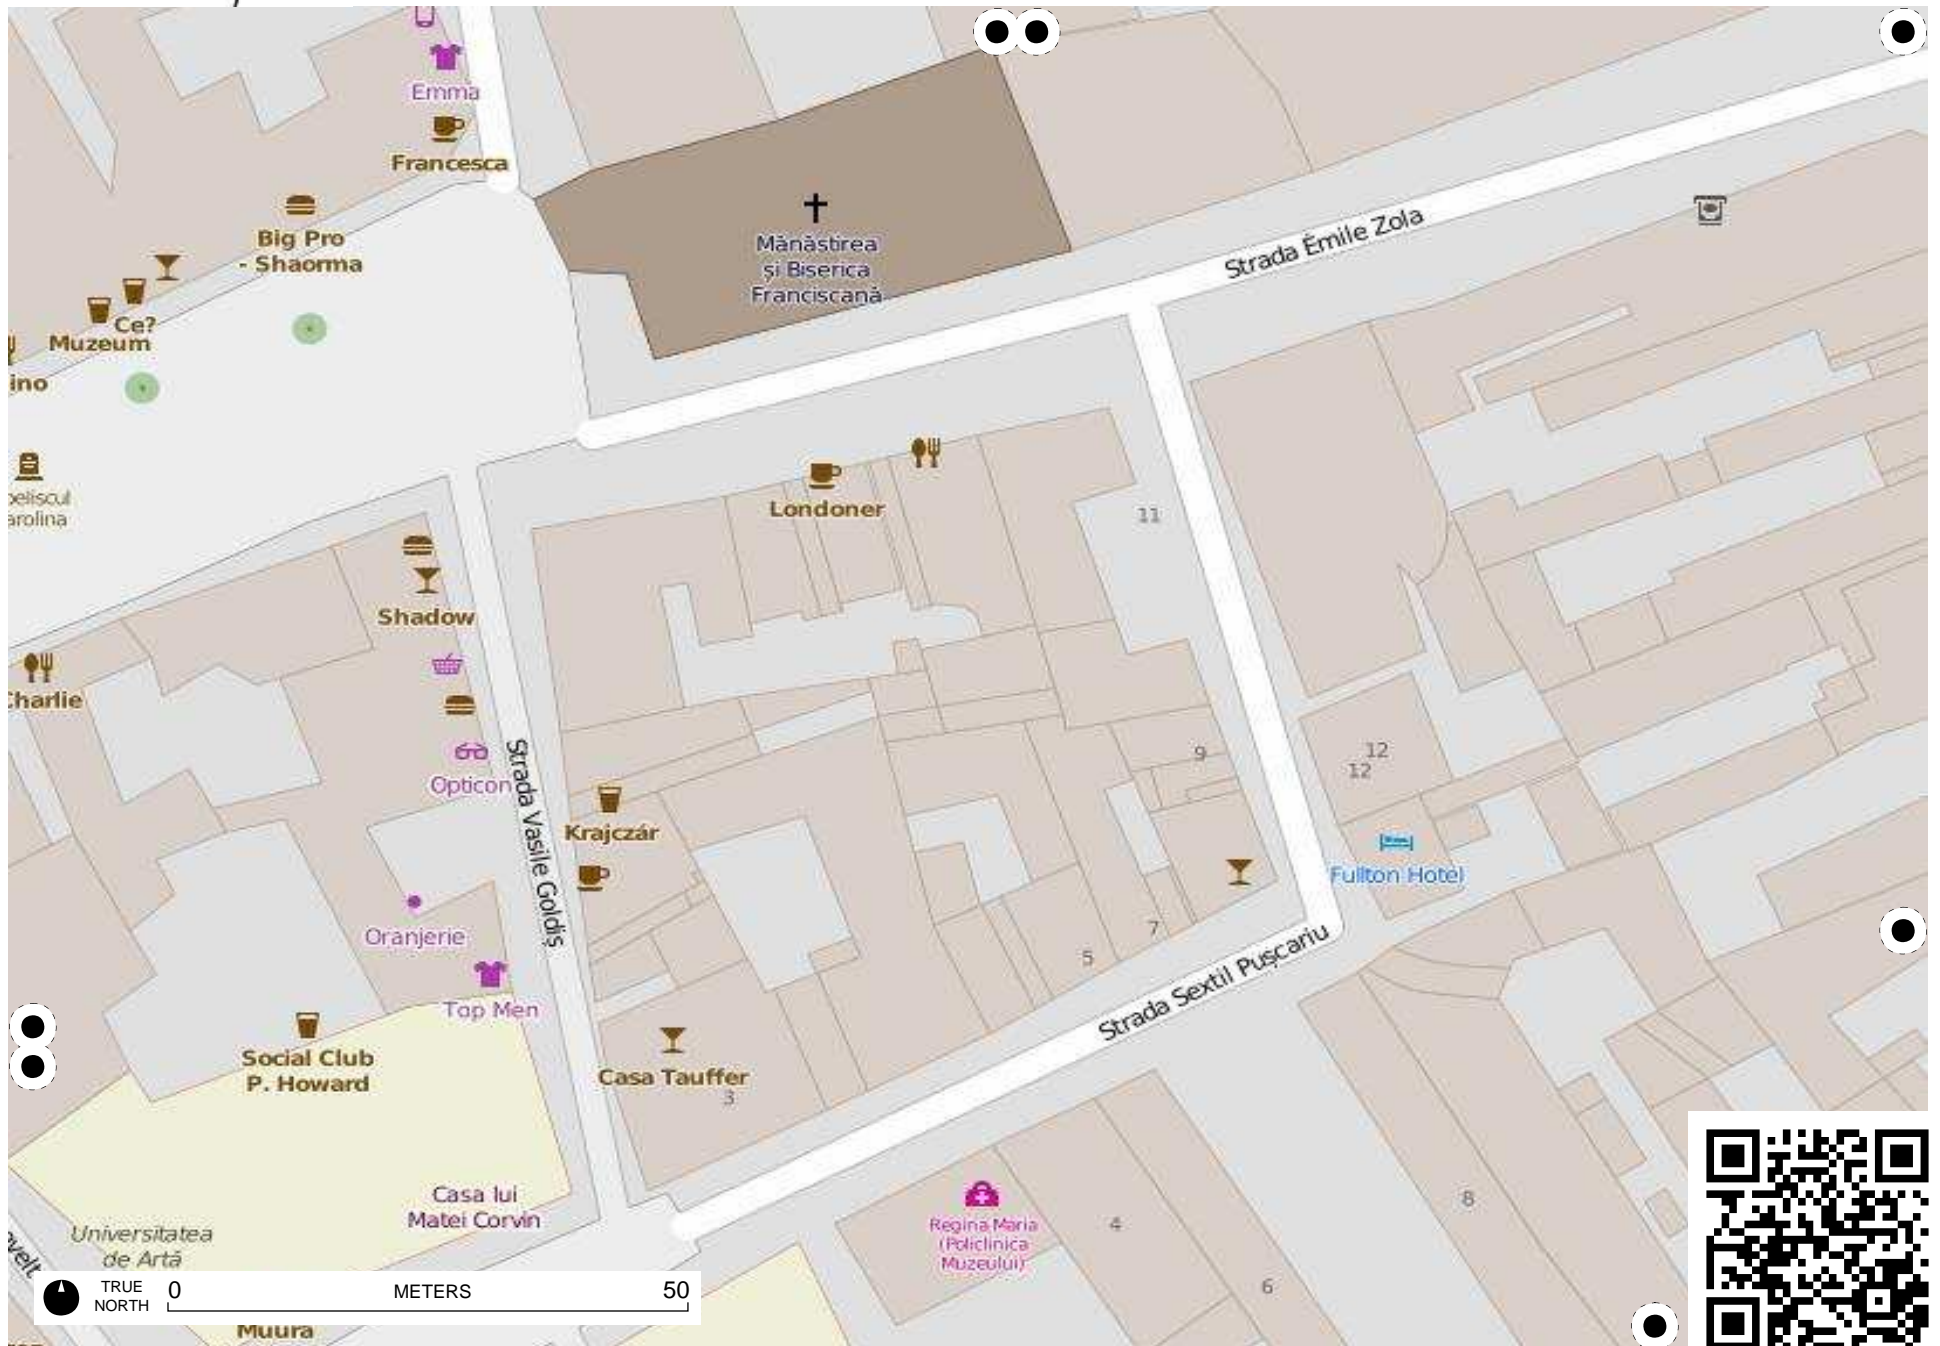 Emma
Francesca
Big Pro
- Shaorma
Ce?
Muzeum
Mănăstirea
și Biserica
Franciscană
Strada Émile Zola
Londoner
11
Shadow
Opticon
Strada Vasile Goldiș
Krajczár
9
12
12
Fullton Hotel
Oranjerie
7
5
Strada Sextil Pușcariu
Top Men
Social Club
P. Howard
Casa Tauffer
3
Casa lui
Matei Corvin
Universitatea
de Artă
Regina Maria
(Policlinica
Muzeului)
4
6
8
TRUE
NORTH
0
METERS
50
Muura